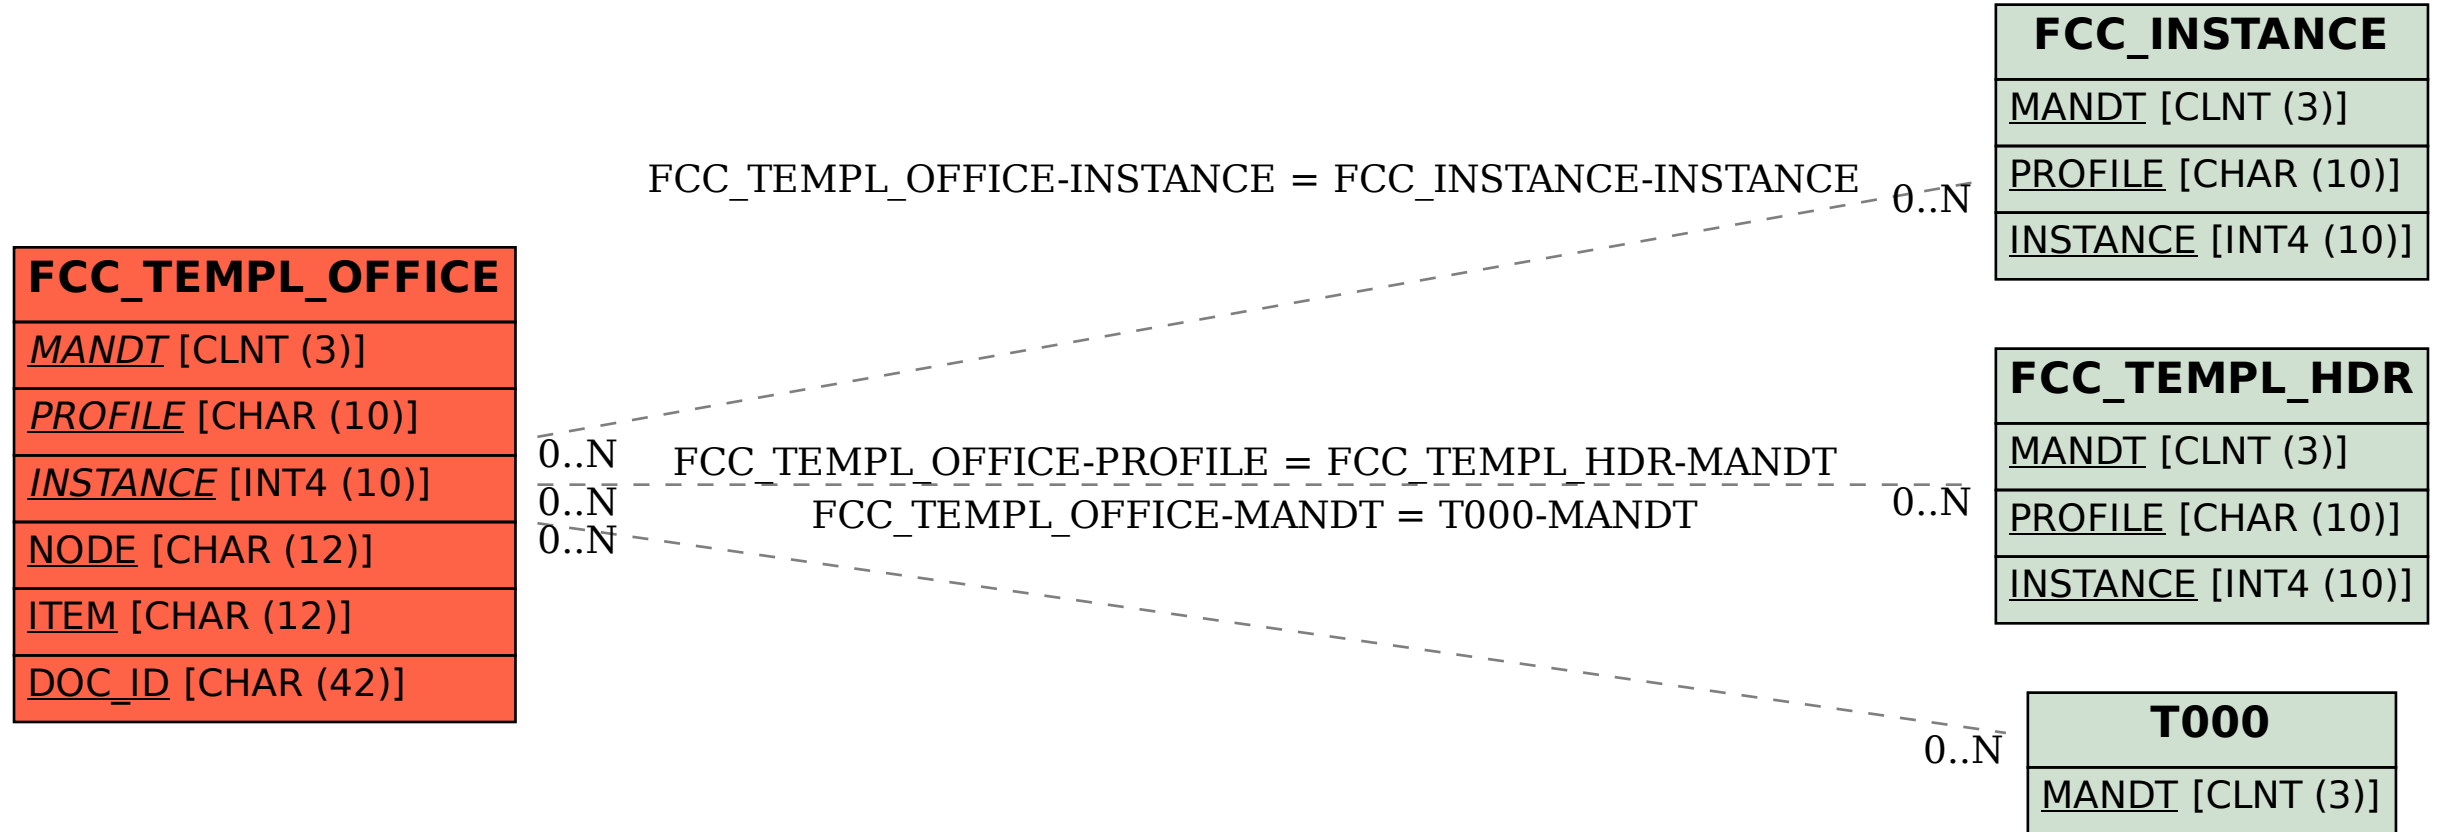 FCC_INSTANCE
MANDT [CLNT (3)]
PROFILE [CHAR (10)]
INSTANCE [INT4 (10)]
FCC_TEMPL_OFFICE-INSTANCE = FCC_INSTANCE-INSTANCE
0..N
FCC_TEMPL_OFFICE
MANDT [CLNT (3)]
PROFILE [CHAR (10)]
INSTANCE [INT4 (10)]
NODE [CHAR (12)]
ITEM [CHAR (12)]
DOC_ID [CHAR (42)]
0..N
FCC_TEMPL_OFFICE-PROFILE = FCC_TEMPL_HDR-MANDT
0..N
0..N
FCC_TEMPL_OFFICE-MANDT = T000-MANDT
0..N
FCC_TEMPL_HDR
MANDT [CLNT (3)]
PROFILE [CHAR (10)]
INSTANCE [INT4 (10)]
0..N
T000
MANDT [CLNT (3)]